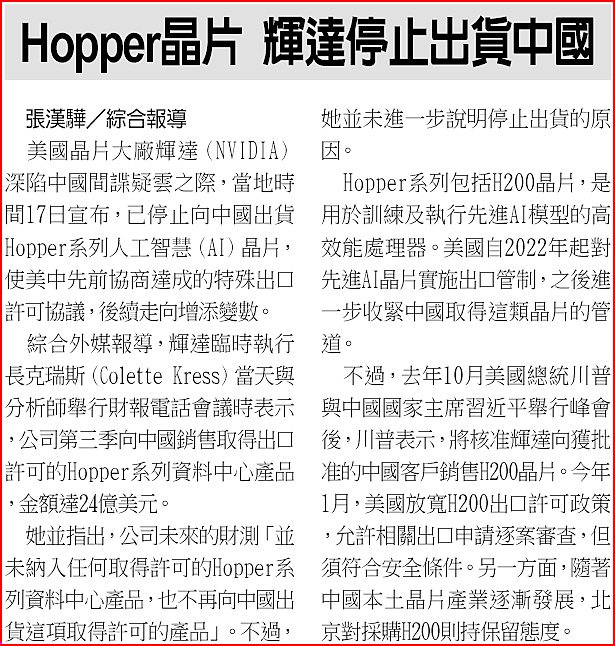 Hopper晶片 輝達停止出貨中國
張漢驊／綜合報導
美國晶片大廠輝達（NVIDIA）
深陷中國間諜疑雲之際，當地時
間17日宣布，已停止向中國出貨
Hopper系列人工智慧（AI）晶片，
使美中先前協商達成的特殊出口
許可協議，後續走向增添變數。
綜合外媒報導，輝達臨時執行
長克瑞斯（Colette Kress）當天與
分析師舉行財報電話會議時表示
，公司第三季向中國銷售取得出口
許可的Hopper系列資料中心產品
，金額達24億美元。
她並指出，公司未來的財測「並
未納入任何取得許可的Hopper系
列資料中心產品，也不再向中國出
貨這項取得許可的產品」。不過，
她並未進一步說明停止出貨的原
因。
Hopper系列包括H200晶片，是
用於訓練及執行先進AI模型的高
效能處理器。美國自2022年起對
先進AI晶片實施出口管制，之後進
一步收緊中國取得這類晶片的管
道。
不過，去年10月美國總統川普
與中國國家主席習近平舉行峰會
後，川普表示，將核准輝達向獲批
准的中國客戶銷售H200晶片。今年
1月，美國放寬H200出口許可政策
，允許相關出口申請逐案審查，但
須符合安全條件。另一方面，隨著
中國本土晶片產業逐漸發展，北
京對採購H200則持保留態度。